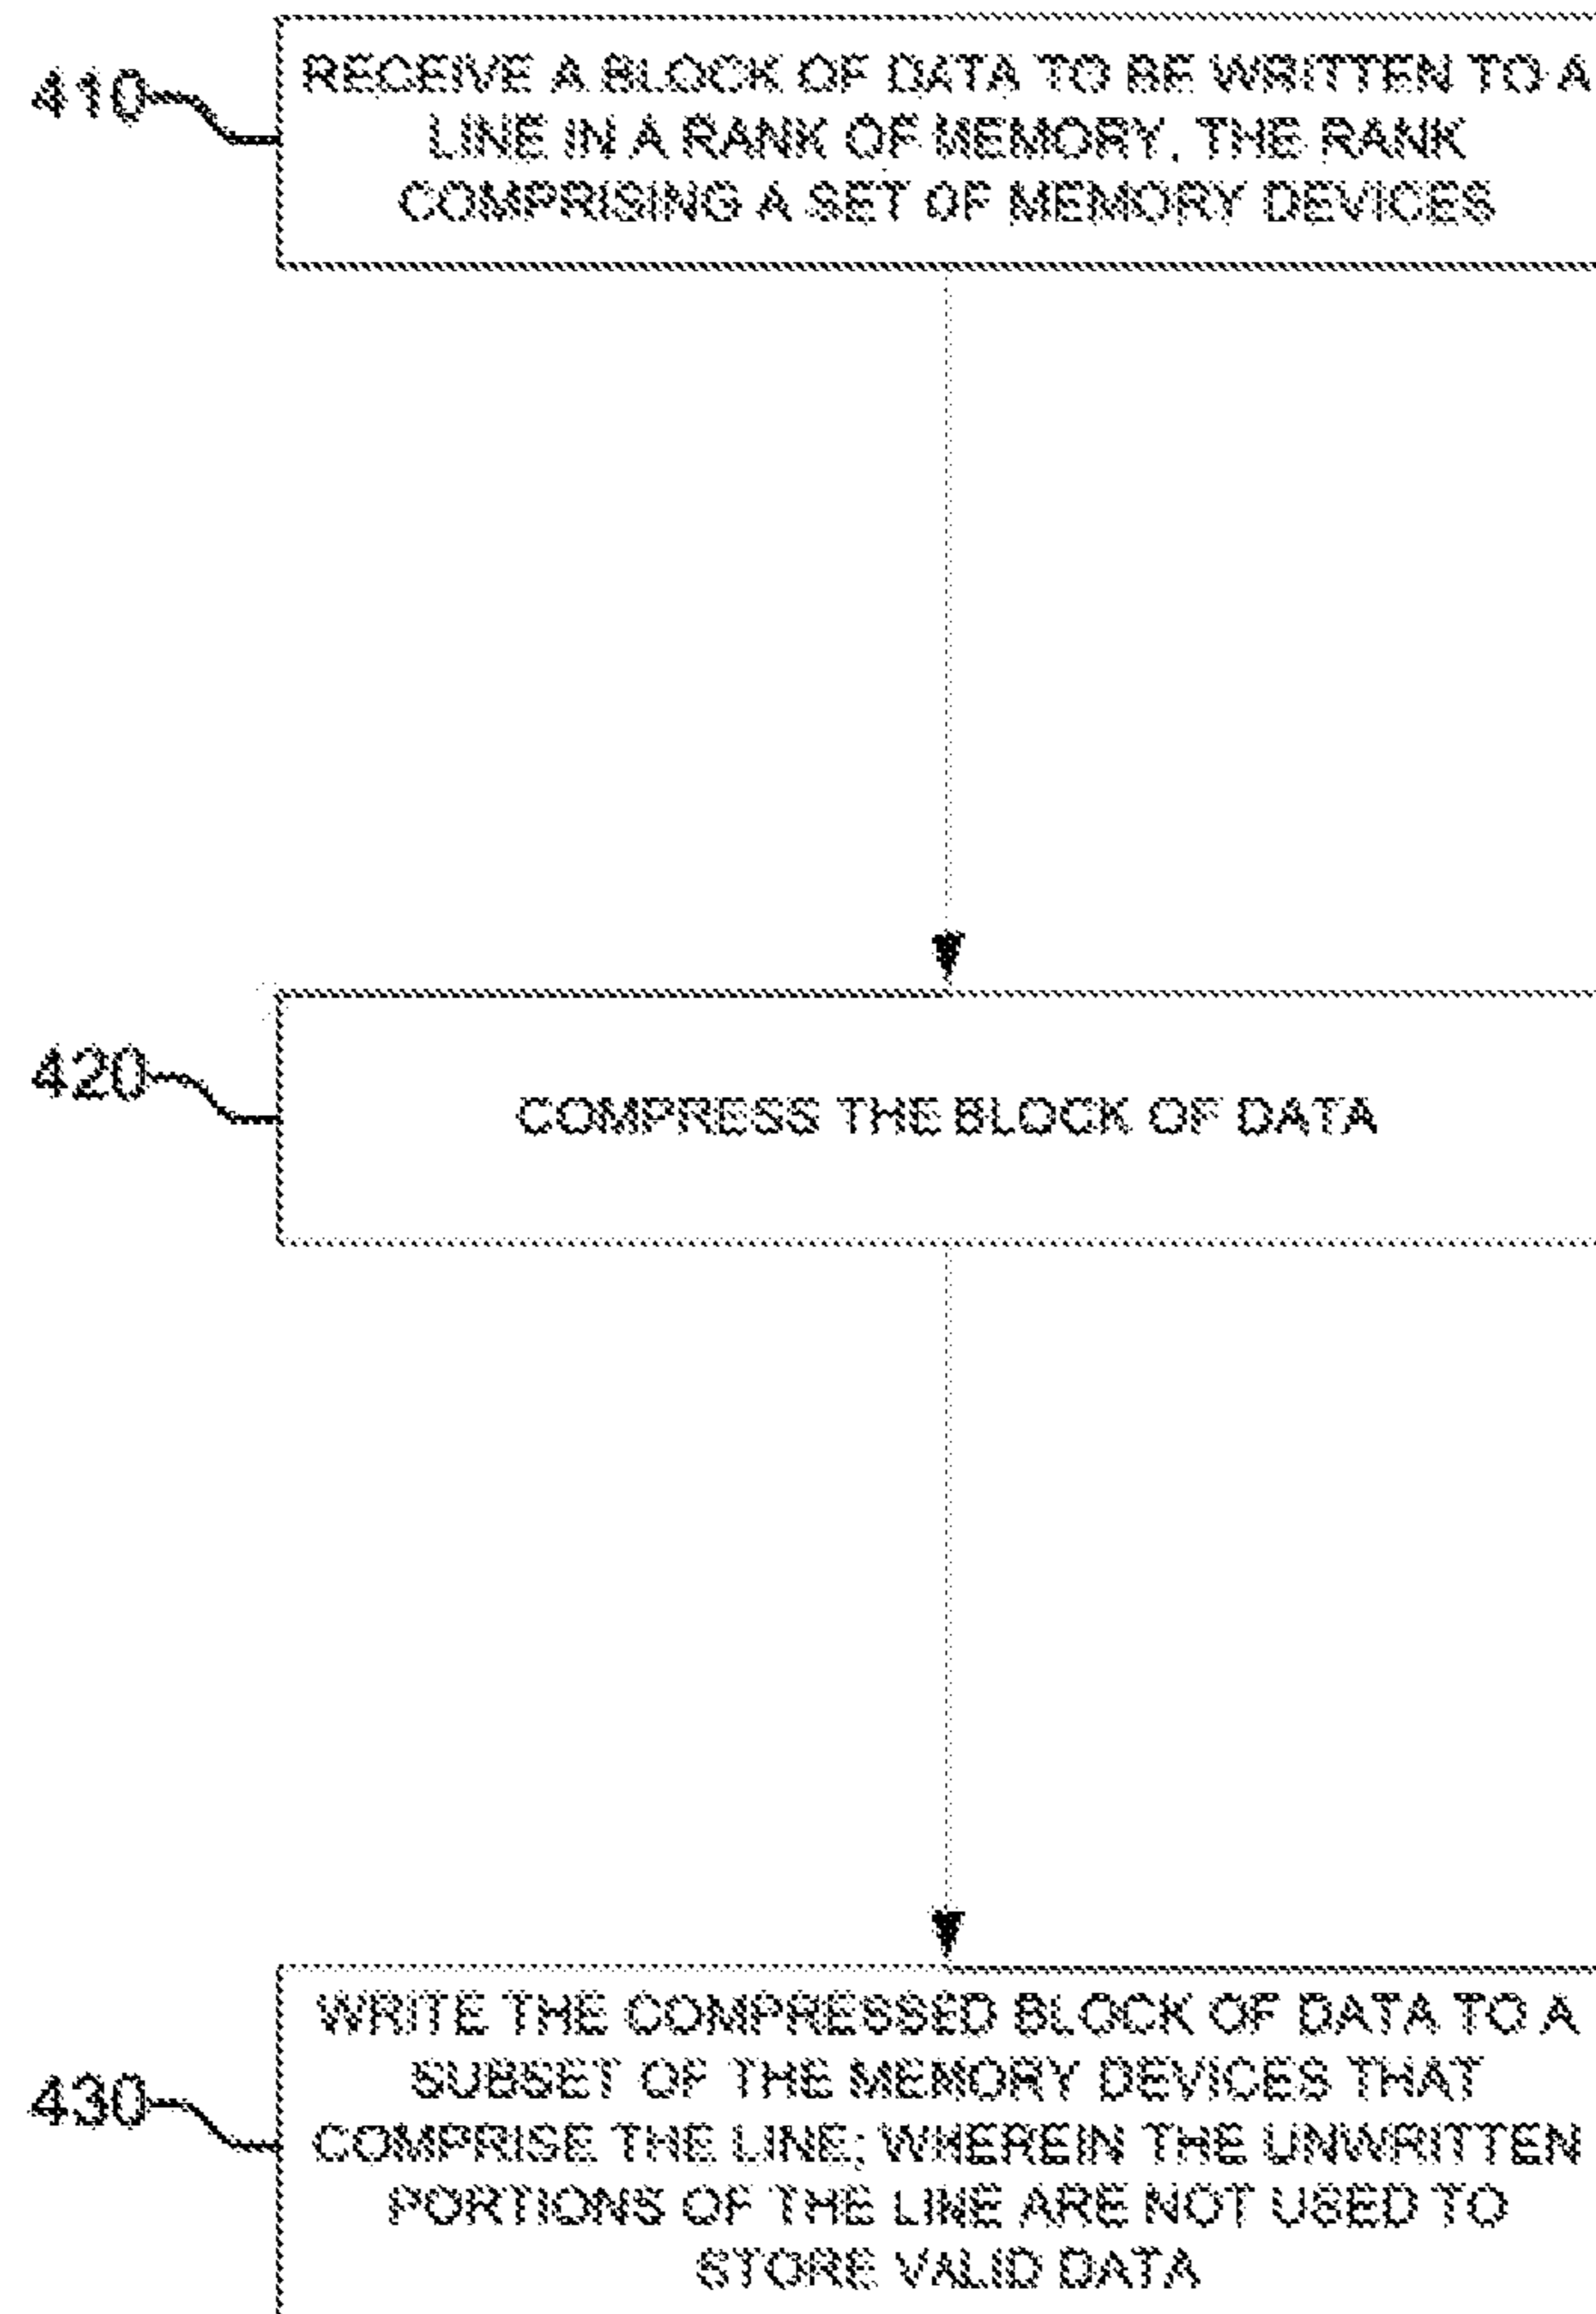 410
RECEIVE A BLOCK OF DATA TO BE WRITTEN TO A
LINE IN A RANK OF MEMORY, THE RANK
COMPRISING A SET OF MEMORY DEVICES
420
COMPRESS THE BLOCK OF DATA
430
WRITE THE COMPRESSED BLOCK OF DATA TO A
SUBSET OF THE MEMORY DEVICES THAT
COMPRISE THE LINE; WHEREIN THE UNWRITTEN
PORTIONS OF THE LINE ARE NOT USED TO
STORE VALID DATA